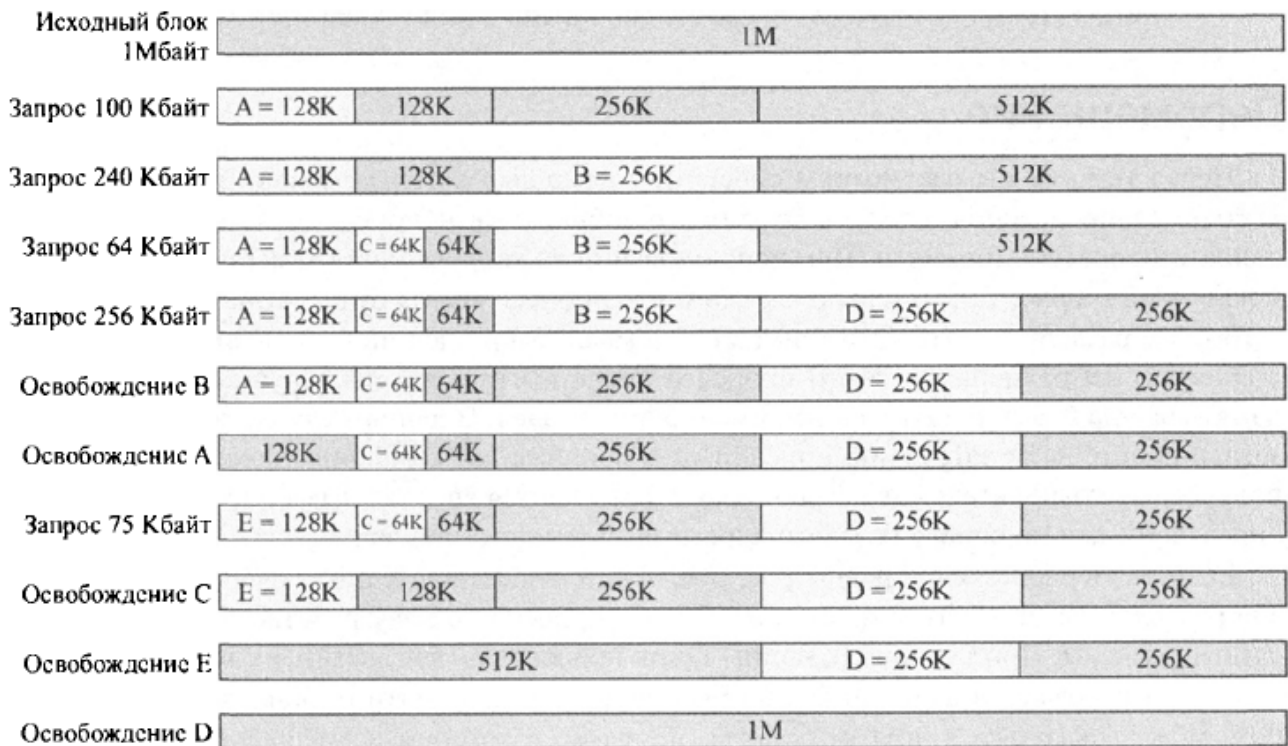 Исходный блок
1Мбайт
1М
Запрос 100 Кбайт A = 128K 128K 256K 512K
Запрос 240 Кбайт A = 128K 128K B = 256K 512K
Запрос 64 Кбайт A = 128K C = 64K 64K B = 256K 512K
Запрос 256 Кбайт A = 128K C = 64K 64K B = 256K D = 256K 256K
Освобождение B A = 128K C = 64K 64K 256K D = 256K 256K
Освобождение A 128K C = 64K 64K 256K D = 256K 256K
Запрос 75 Кбайт E = 128K C = 64K 64K 256K D = 256K 256K
Освобождение C E = 128K 128K 256K D = 256K 256K
Освобождение E 512K D = 256K 256K
Освобождение D 1М